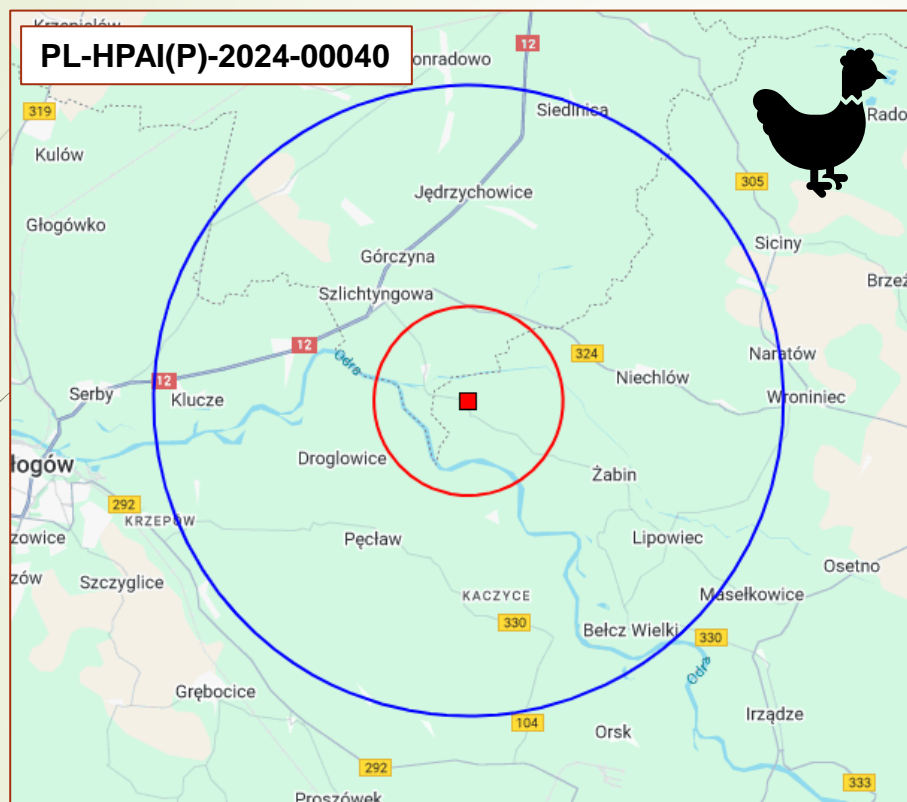 Krzepielów
PL-HPAI(P)-2024-00040
12
onradowo
319
Siedlnica
Rado
Kulów
305
Jędrzychowice
Głogówko
Siciny
Górczyna
Brzeź
Szlichtyngowa
12
Odra
324
Naratów
Niechlów
12
Serby
Klucze
Wroniniec
łogów
Droglowice
Żabin
292
KRZEPÓW
zowice
Pęcław
Lipowiec
Osetno
zów
Szczyglice
KACZYCE
Masełkowice
330
Bełcz Wielki
330
Odra
Grębocice
Irządze
104
Orsk
292
333
Proszówek